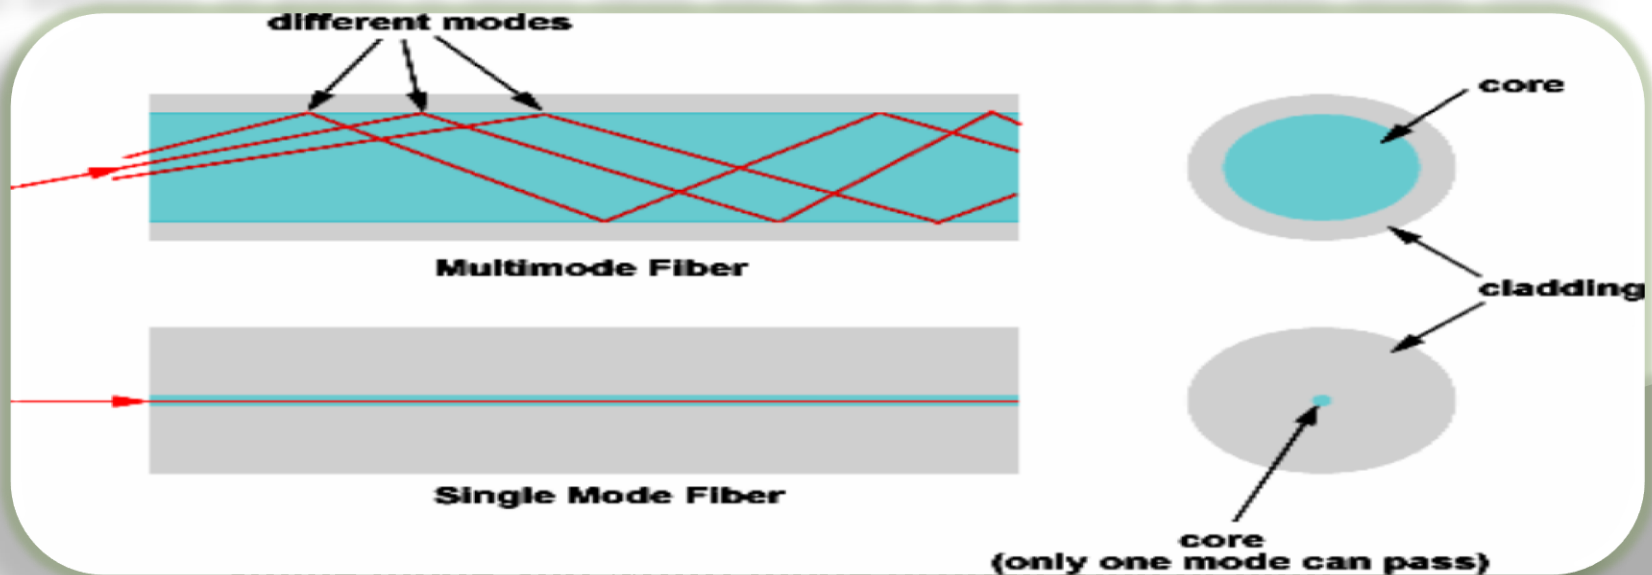 different modes
core
Multimode Fiber
cladding
Single Mode Fiber
core
(only one mode can pass)